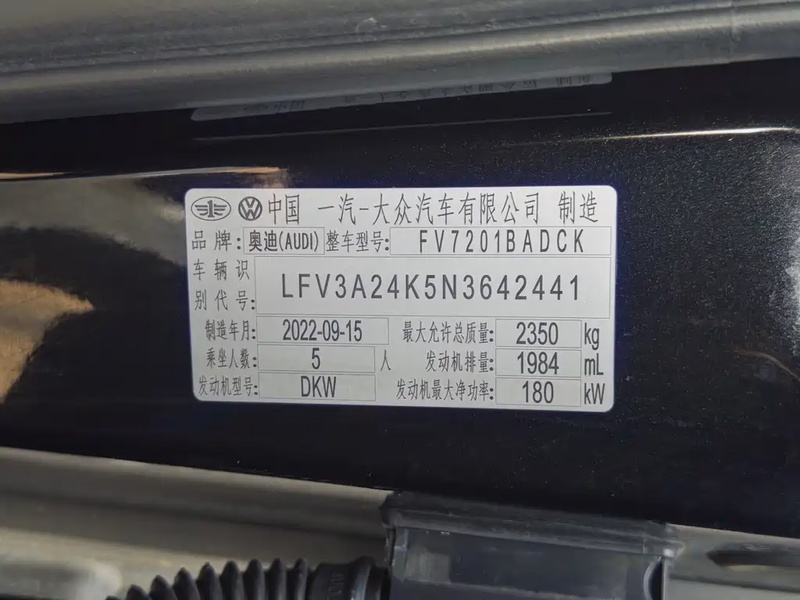 中国 一汽-大众汽车有限公司 制造
品牌: 奥迪(AUDI) 整车型号: FV7201BADCK
车辆识别代号: LFV3A24K5N3642441
制造年月: 2022-09-15 最大允许总质量: 2350 kg
乘坐人数: 5 人 发动机排量: 1984 mL
发动机型号: DKW 发动机最大净功率: 180 kW